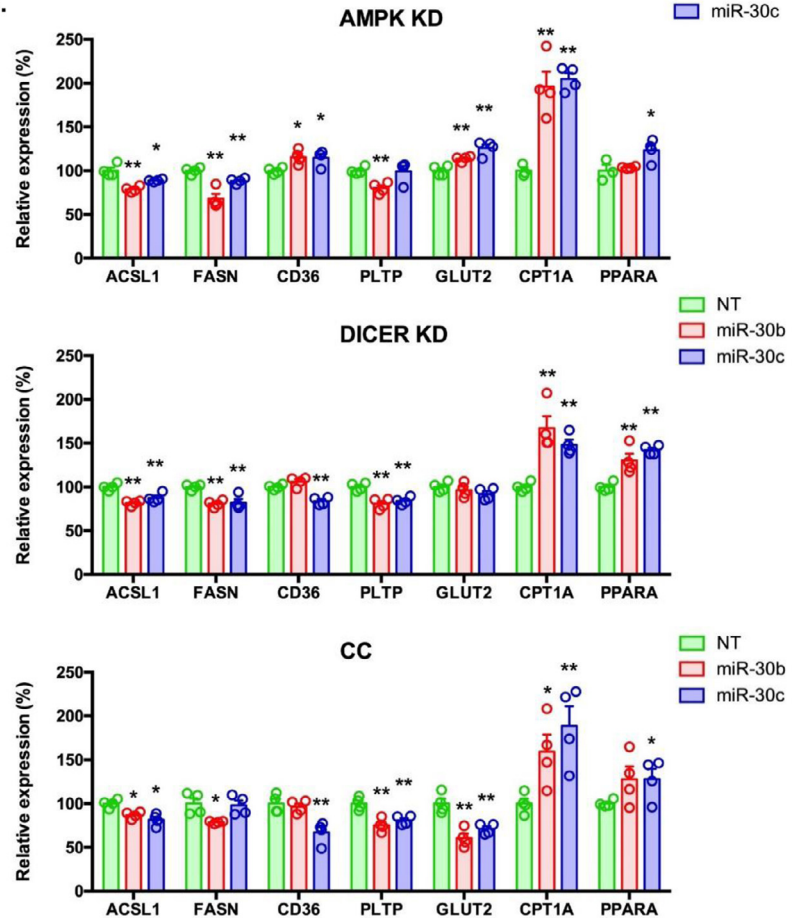 .
miR-30c
AMPK KD
Relative expression (%)
250
200
150
100
50
0
** * ** ** * * ** ** ** ** ** *
ACSL1 FASN CD36 PLTP GLUT2 CPT1A PPARA
NT
miR-30b
miR-30c
DICER KD
Relative expression (%)
250
200
150
100
50
0
** ** ** ** ** ** ** ** ** ** **
ACSL1 FASN CD36 PLTP GLUT2 CPT1A PPARA
NT
miR-30b
miR-30c
CC
Relative expression (%)
250
200
150
100
50
0
* * * ** ** ** ** ** * ** *
ACSL1 FASN CD36 PLTP GLUT2 CPT1A PPARA